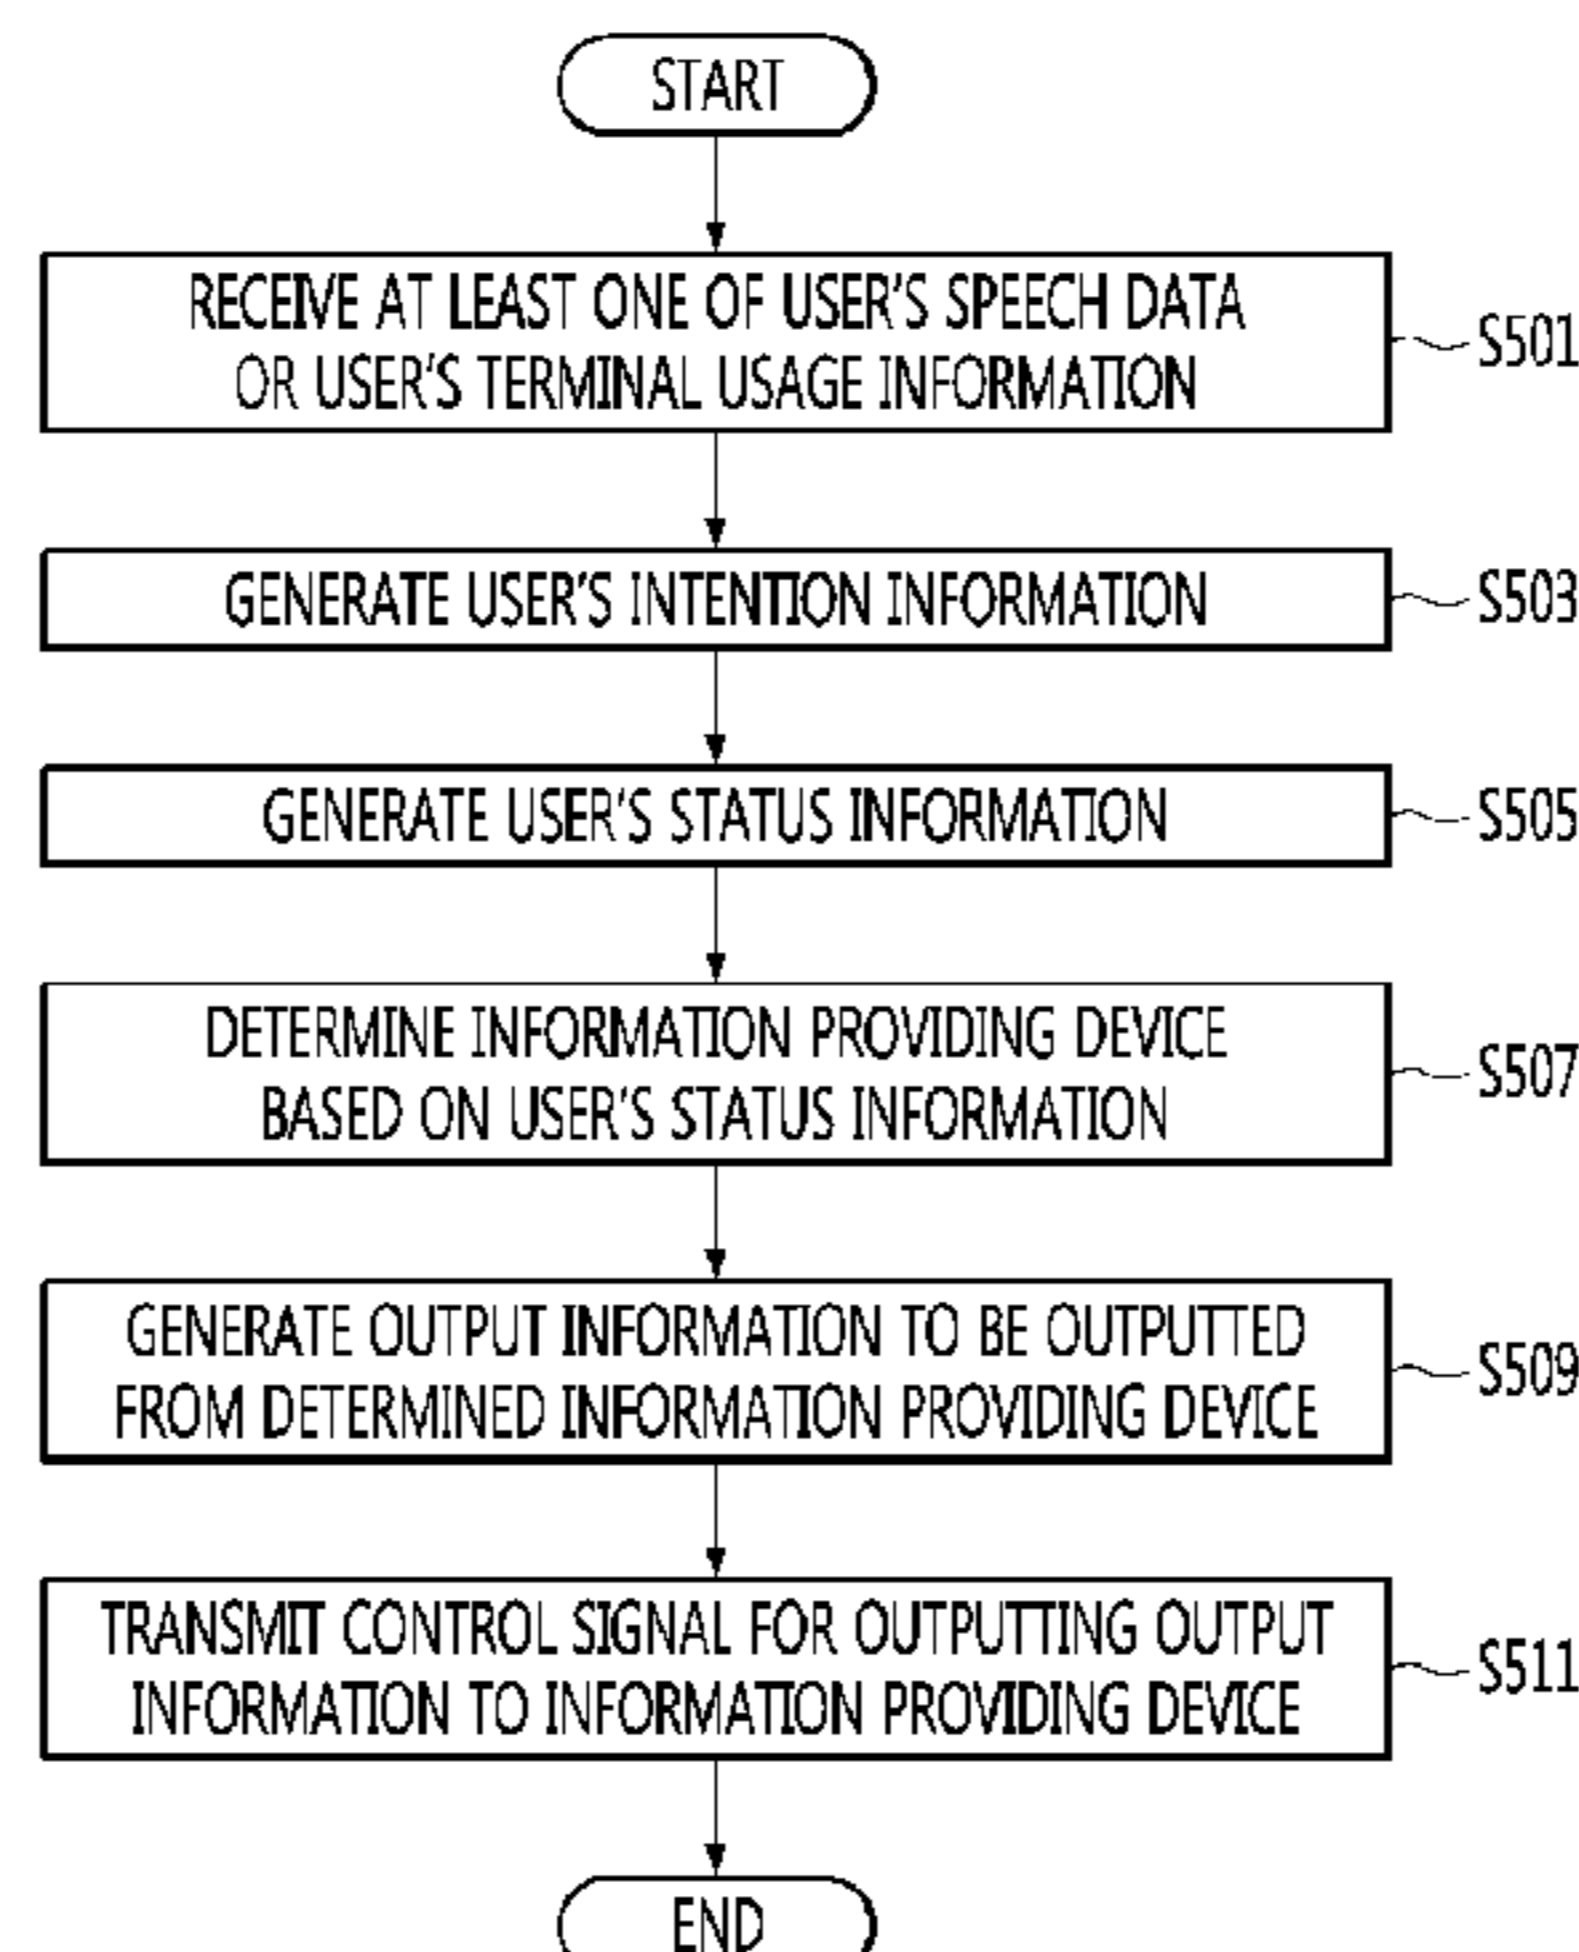 START
RECEIVE AT LEAST ONE OF USER'S SPEECH DATA
OR USER'S TERMINAL USAGE INFORMATION
S501
GENERATE USER'S INTENTION INFORMATION
S503
GENERATE USER'S STATUS INFORMATION
S505
DETERMINE INFORMATION PROVIDING DEVICE
BASED ON USER'S STATUS INFORMATION
S507
GENERATE OUTPUT INFORMATION TO BE OUTPUTTED
FROM DETERMINED INFORMATION PROVIDING DEVICE
S509
TRANSMIT CONTROL SIGNAL FOR OUTPUTTING OUTPUT
INFORMATION TO INFORMATION PROVIDING DEVICE
S511
END